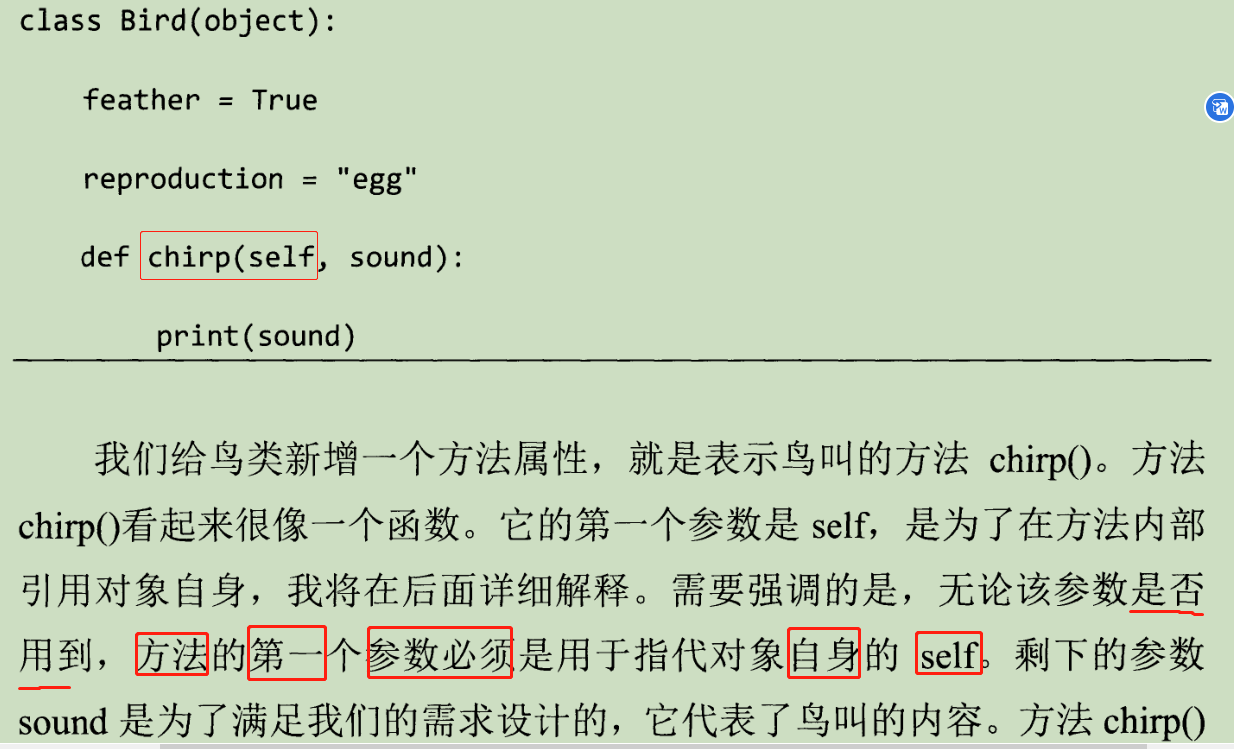 class Bird(object):
feather = True
reproduction = "egg"
def chirp(self, sound):
print(sound)
我们给鸟类新增一个方法属性，就是表示鸟叫的方法 chirp()。方法
chirp()看起来很像一个函数。它的第一个参数是 self，是为了在方法内部
引用对象自身，我将在后面详细解释。需要强调的是，无论该参数是否
用到，方法的第一个参数必须是用于指代对象自身的 self。剩下的参数
sound 是为了满足我们的需求设计的，它代表了鸟叫的内容。方法 chirp()